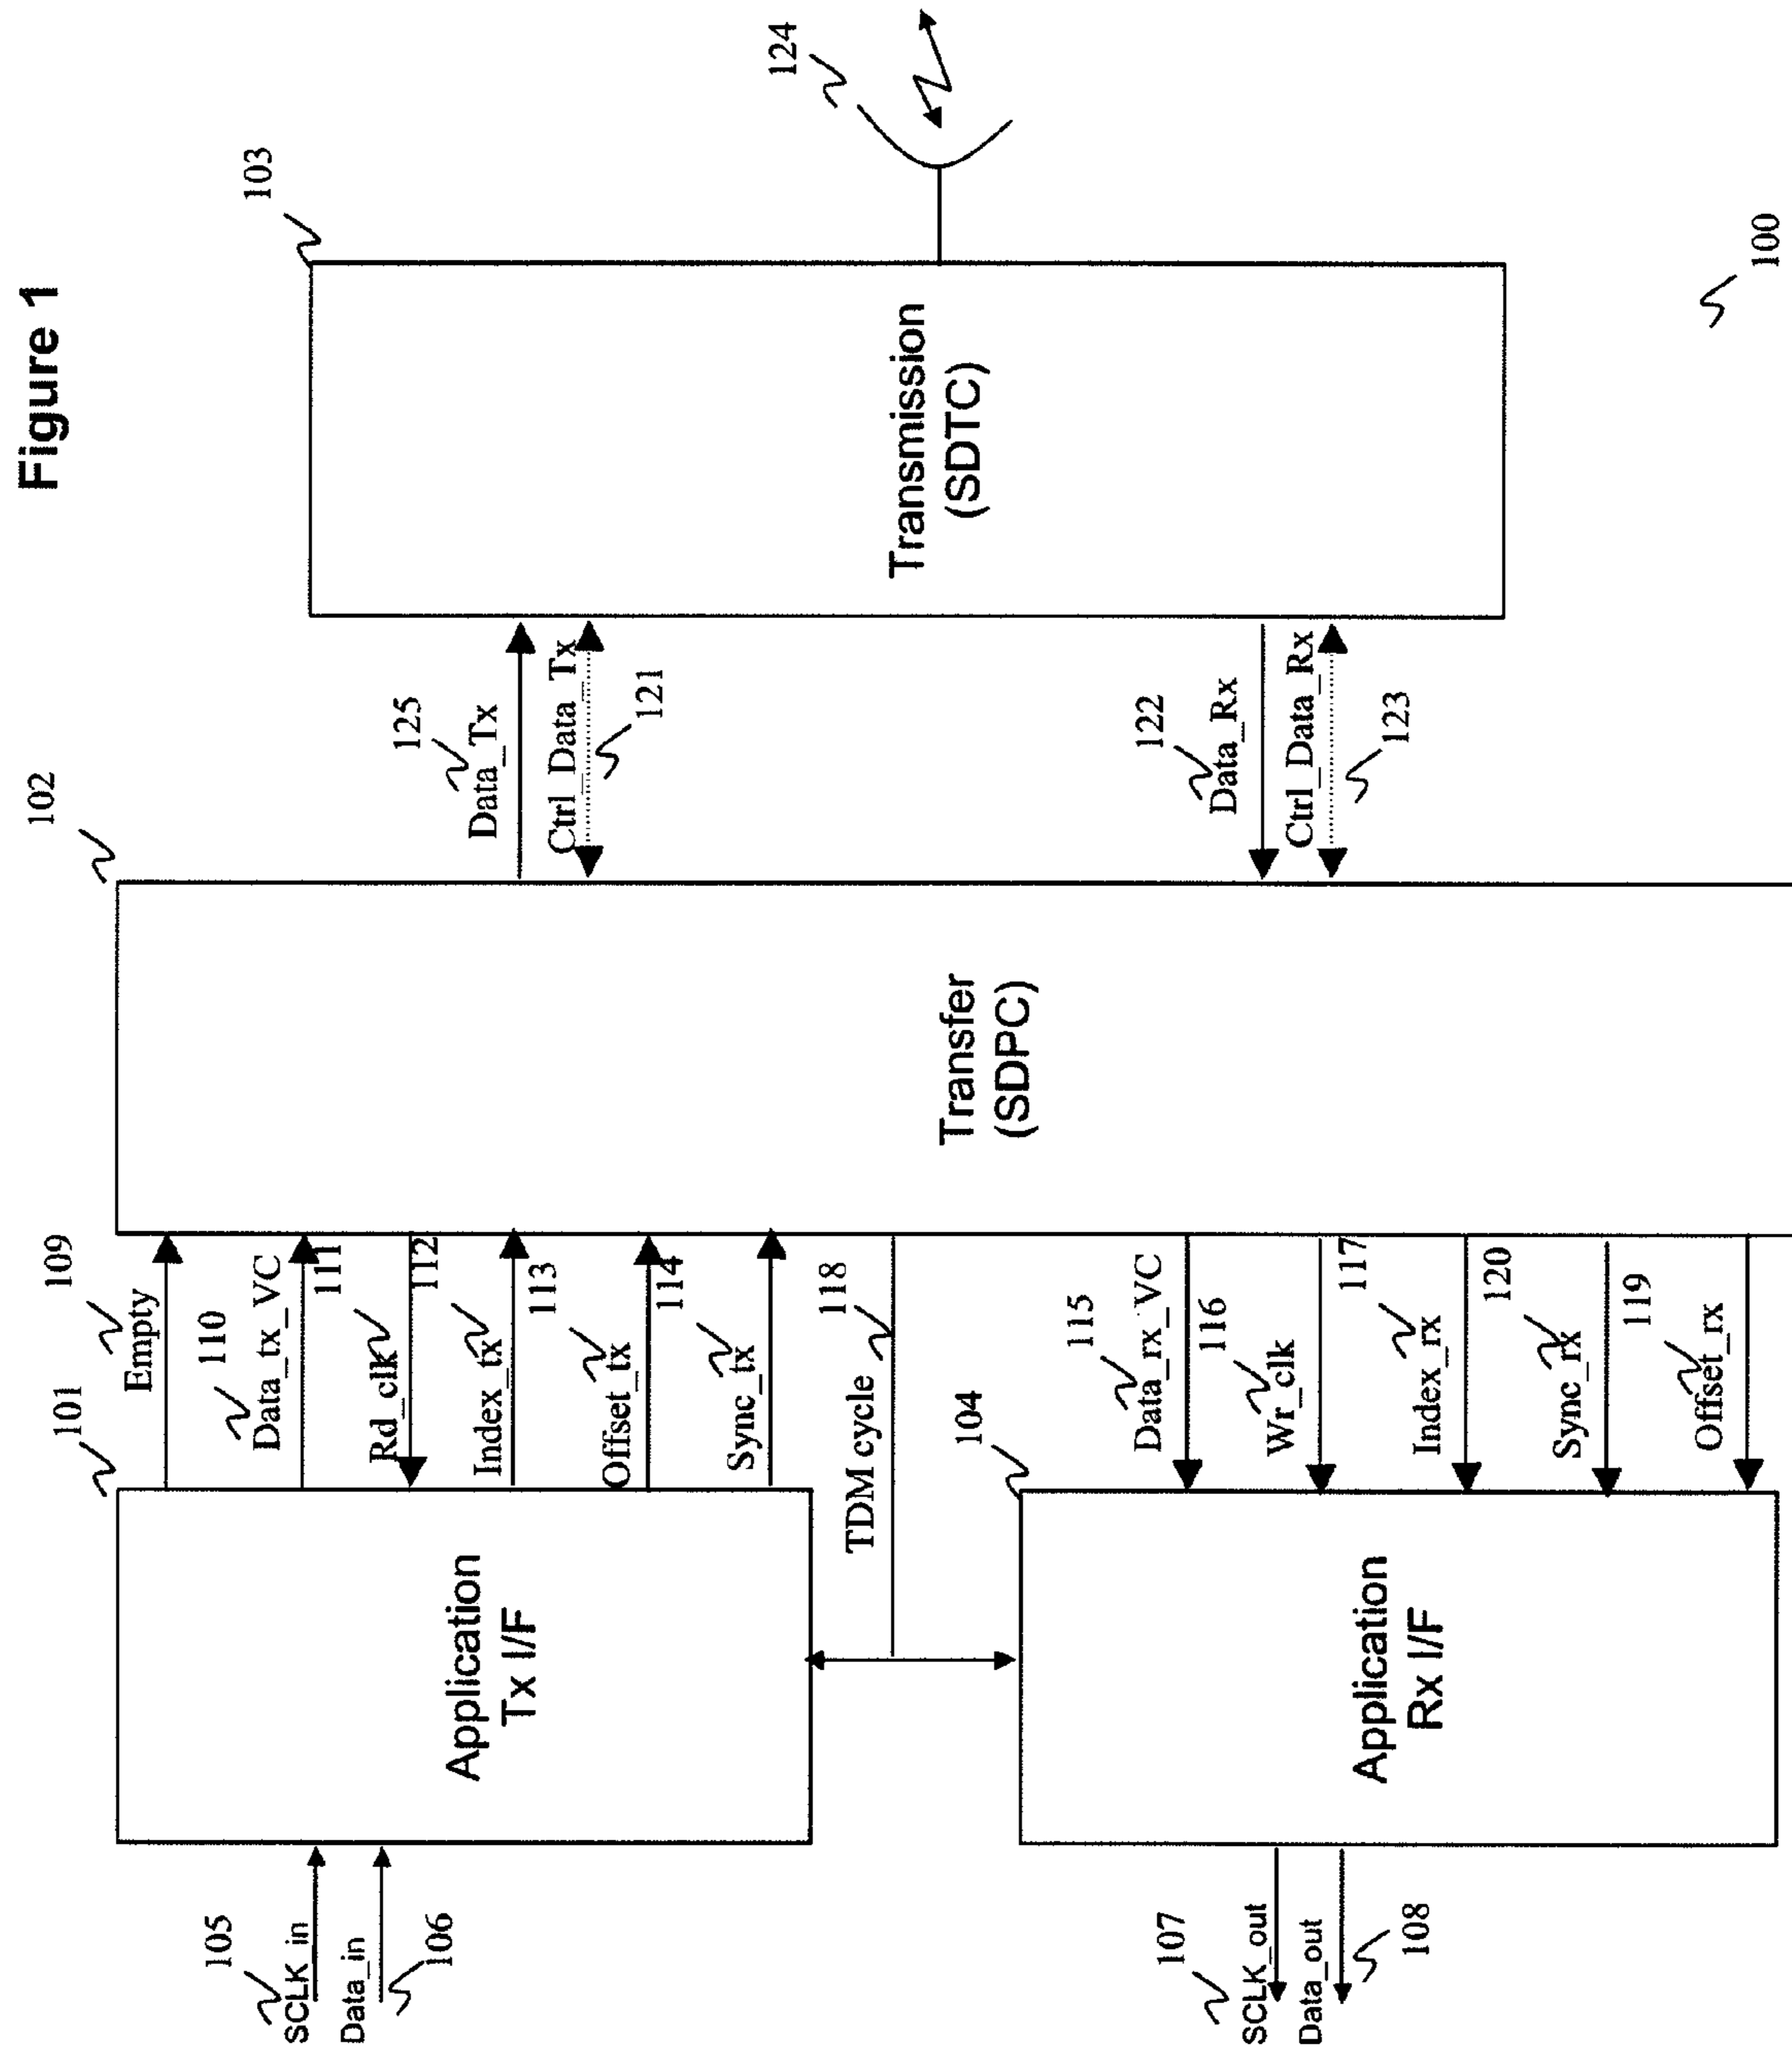 Figure 1
100
101
Application
Tx I/F
105
SCLK_in
Data_in
106
109
Empty
110
Data_tx_VC
111
Rd_clk
112
Index_tx
113
Offset_tx
114
Sync_tx
118
TDM cycle
104
Application
Rx I/F
107
SCLK_out
Data_out
108
115
Data_rx_VC
116
Wr_clk
117
Index_rx
120
Sync_rx
119
Offset_rx
102
Transfer
(SDPC)
125
Data_Tx
Ctrl_Data_Tx
121
122
Data_Rx
Ctrl_Data_Rx
123
103
Transmission
(SDTC)
124